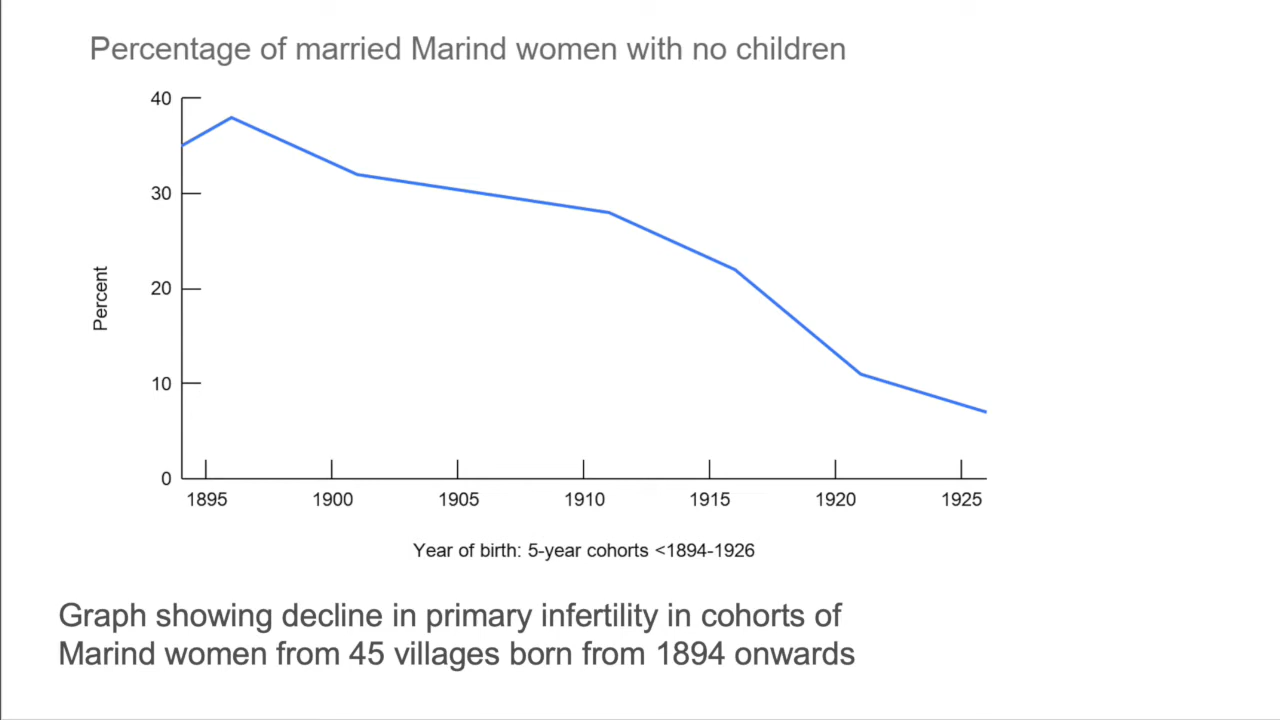 Percentage of married Marind women with no children
40
30
20
10
0
Percent
1895 1900 1905 1910 1915 1920 1925
Year of birth: 5-year cohorts <1894-1926
Graph showing decline in primary infertility in cohorts of
Marind women from 45 villages born from 1894 onwards